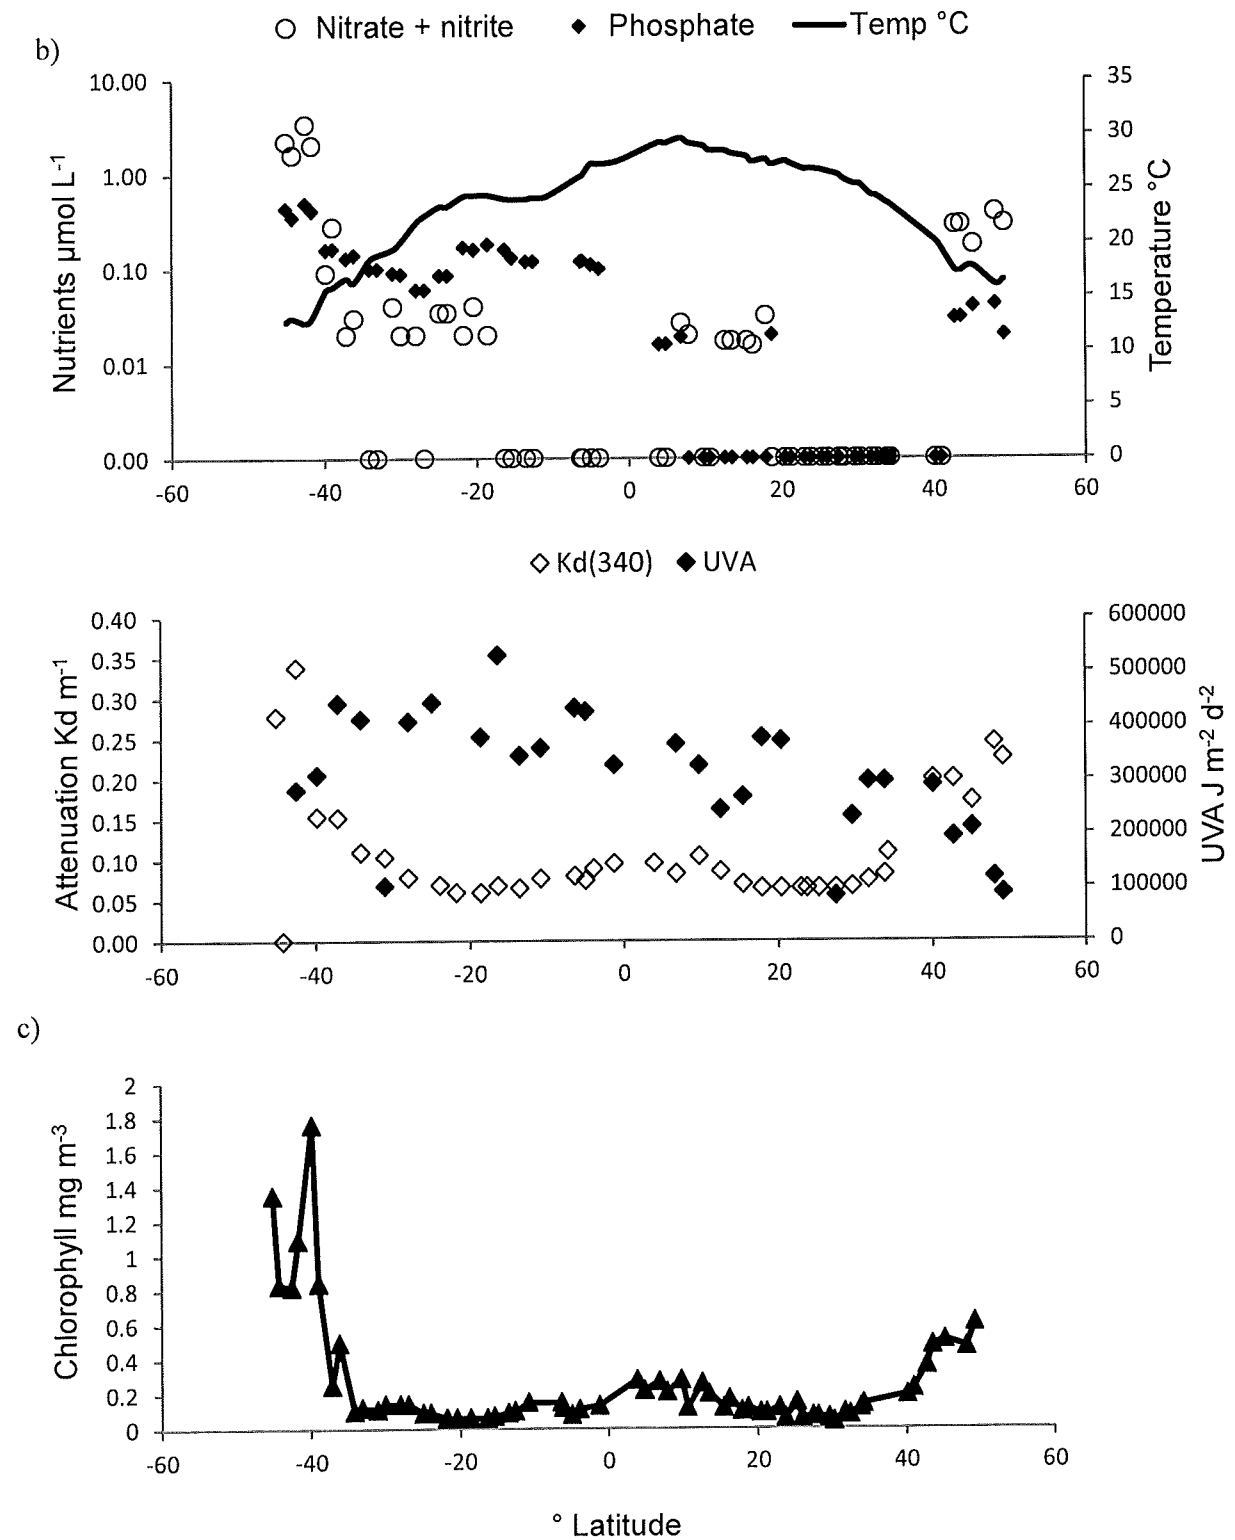 Nitrate + nitrite Phosphate Temp °C
b)
10.00 35
30
1.00 25
20
0.10 15
10
0.01 5
0.00 0
Nutrients µmol L-1
Temperature °C
-60 -40 -20 0 20 40 60
Kd(340) UVA
0.40 600000
0.35 500000
0.30 400000
0.25
0.20 300000
0.15 200000
0.10 100000
0.05
0.00 0
Attenuation Kd m-1
UVA J m-2 d-2
-60 -40 -20 0 20 40 60
c)
2
1.8
1.6
1.4
1.2
1
0.8
0.6
0.4
0.2
0
Chlorophyll mg m-3
-60 -40 -20 0 20 40 60
° Latitude